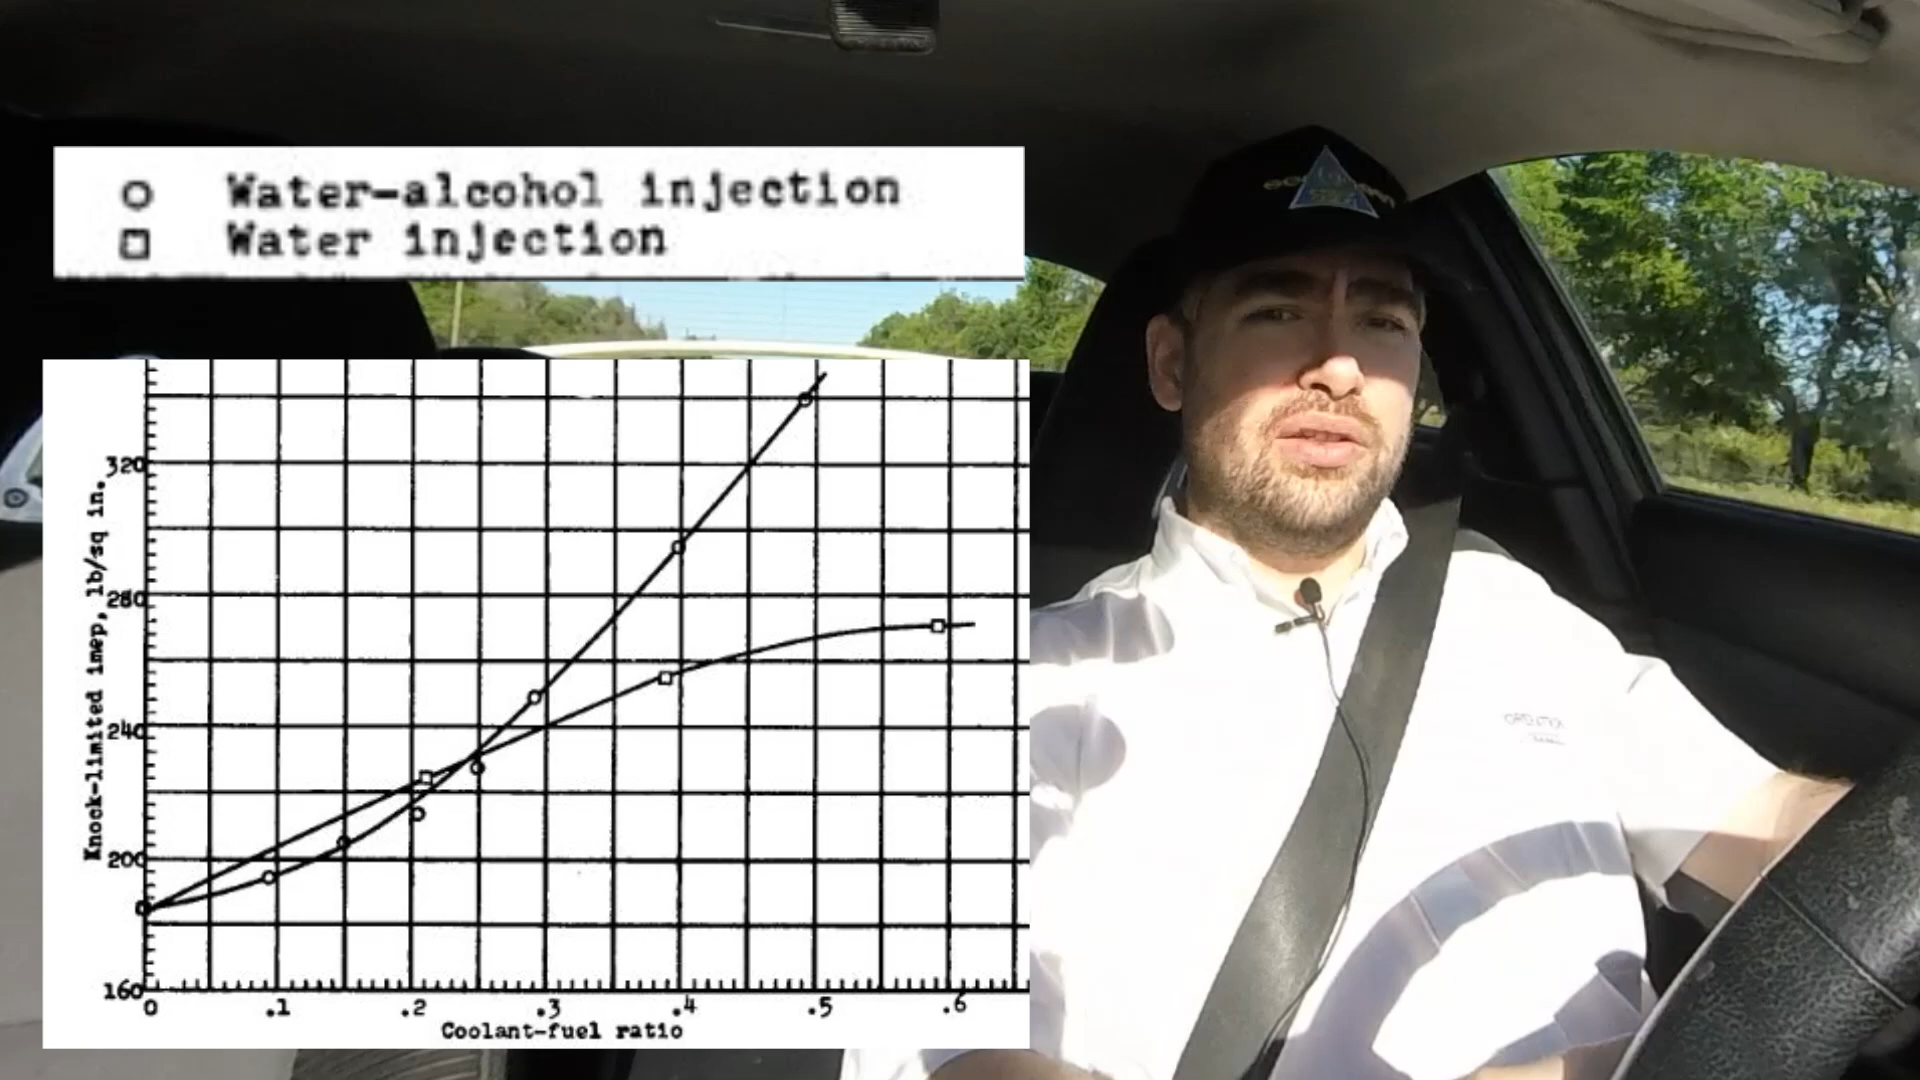 Water-alcohol injection
Water injection
Knock-limited imep, lb/sq in.
320
280
240
200
160
0 .1 .2 .3 .4 .5 .6
Coolant-fuel ratio